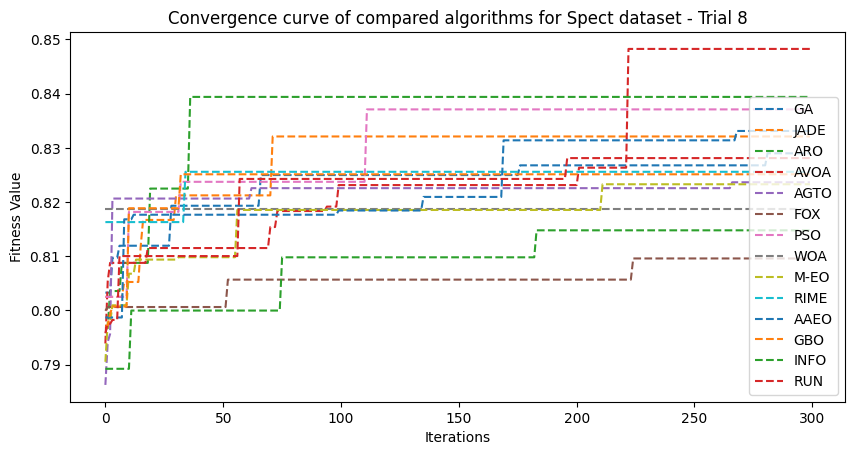 Convergence curve of compared algorithms for Spect dataset - Trial 8
Fitness Value
0.85
0.84
0.83
0.82
0.81
0.80
0.79
0
50
100
150
200
250
300
Iterations
GA
JADE
ARO
AVOA
AGTO
FOX
PSO
WOA
M-EO
RIME
AAEO
GBO
INFO
RUN